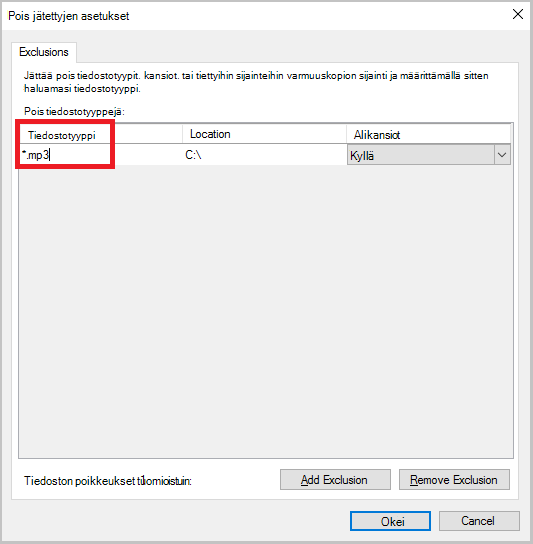 Pois jätettyjen asetukset
Exclusions
Jättää pois tiedostotyypit. kansiot. tai tiettyihin sijainteihin varmuuskopion sijainti ja määrittämällä sitten
haluamasi tiedostotyyppi.
Pois tiedostotyyppejä:
Tiedostotyyppi Location Alikansiot
*.mp3 C:\ Kyllä
Tiedoston poikkeukset
Add Exclusion Remove Exclusion
Okei Cancel